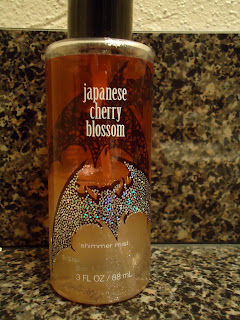 japanese
cherry
blossom
shimmer mist
3 FL OZ / 88 mL